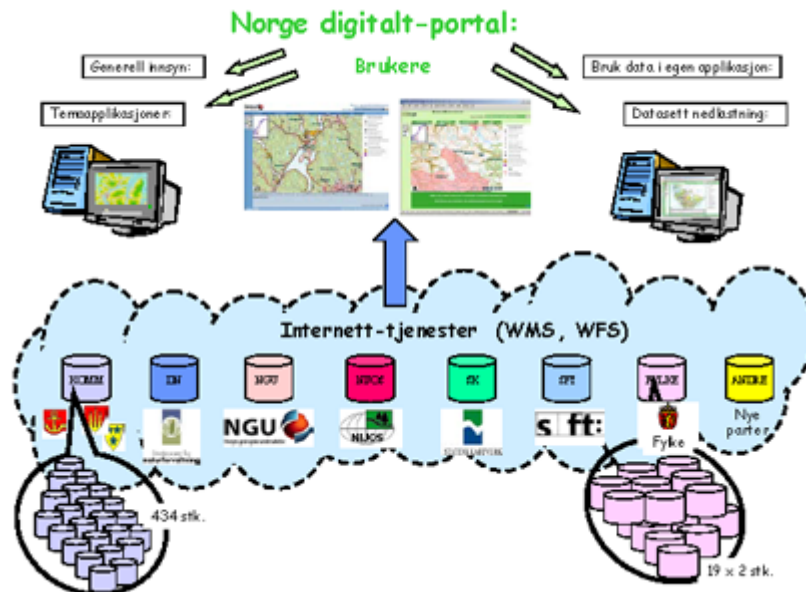 Norge digitalt-portal:
Generell innsyn:
Brukere
Bruk data i egen applikasjon:
Temaapplikasjoner:
Datasett nedlastning:
Internett-tjenester (WMS, WFS)
KOMM
DN
NGU
NIJOS
SK
SFT
FYLKE
ANDRE
NGU
NIJOS
s ft:
Fylke
Nye
parter
434 stk.
19 x 2 stk.